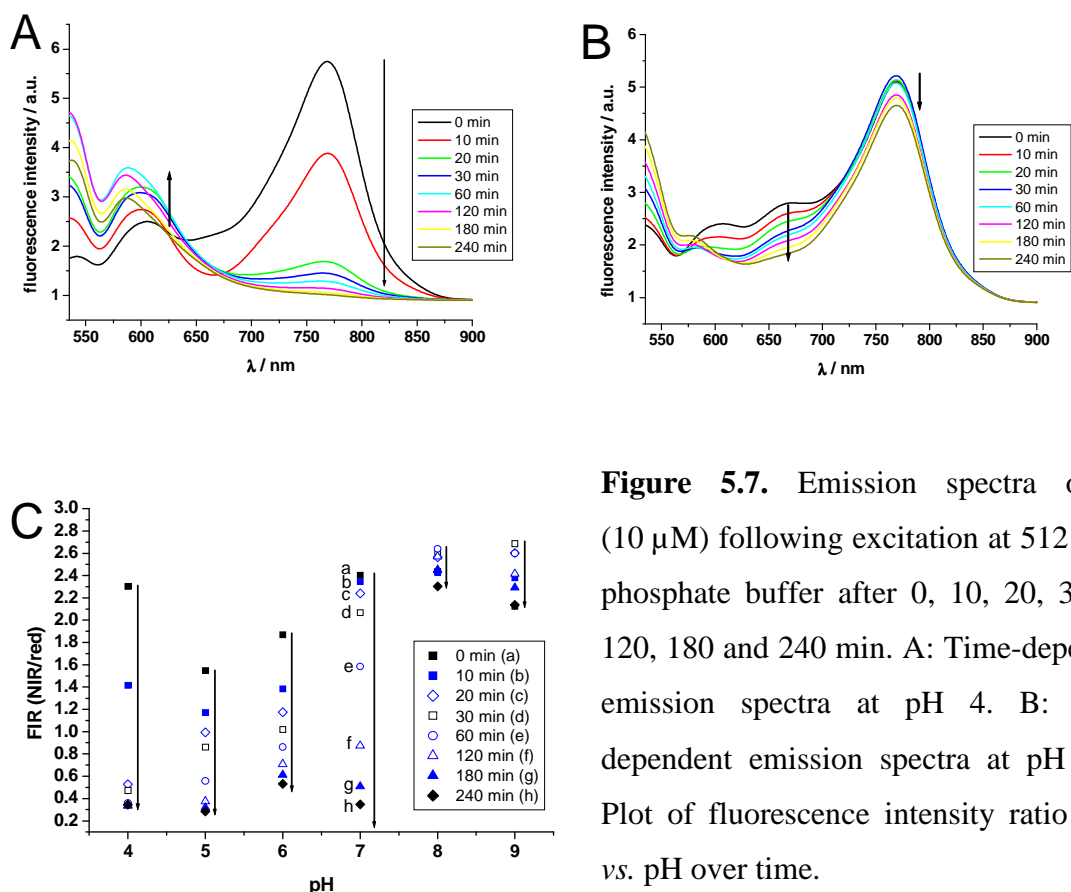 A
fluorescence intensity / a.u.
6
5
4
3
2
1
550 600 650 700 750 800 850 900
λ / nm
0 min
10 min
20 min
30 min
60 min
120 min
180 min
240 min
B
fluorescence intensity / a.u.
6
5
4
3
2
1
550 600 650 700 750 800 850 900
λ / nm
0 min
10 min
20 min
30 min
60 min
120 min
180 min
240 min
C
FIR (NIR/red)
3.0
2.8
2.6
2.4
2.2
2.0
1.8
1.6
1.4
1.2
1.0
0.8
0.6
0.4
0.2
4 5 6 7 8 9
pH
a
b
c
d
e
f
g
h
0 min (a)
10 min (b)
20 min (c)
30 min (d)
60 min (e)
120 min (f)
180 min (g)
240 min (h)
Figure 5.7. Emission spectra
(10 µM) following excitation at 512
phosphate buffer after 0, 10, 20,
120, 180 and 240 min. A:
emission spectra at pH 4. B:
dependent emission spectra at pH
Plot of fluorescence intensity ratio
vs. pH over time.